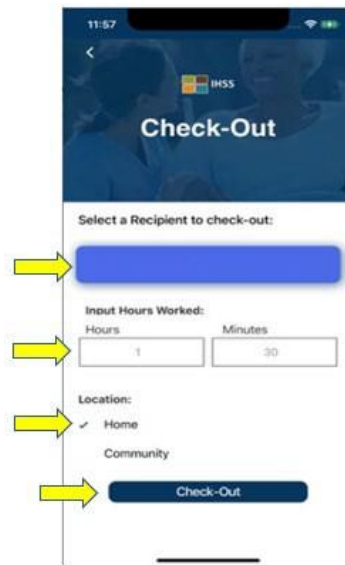 11:57
IHSS
Check-Out
Select a Recipient to check-out:
Input Hours Worked:
Hours Minutes
1 30
Location:
✓ Home
Community
Check-Out